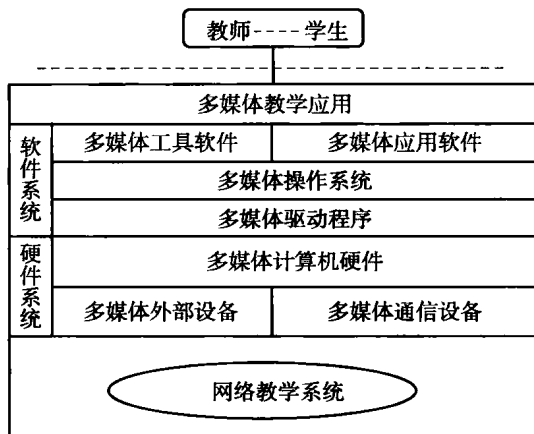 教师----学生
多媒体教学应用
软件系统
多媒体工具软件 多媒体应用软件
多媒体操作系统
多媒体驱动程序
硬件系统
多媒体计算机硬件
多媒体外部设备 多媒体通信设备
网络教学系统